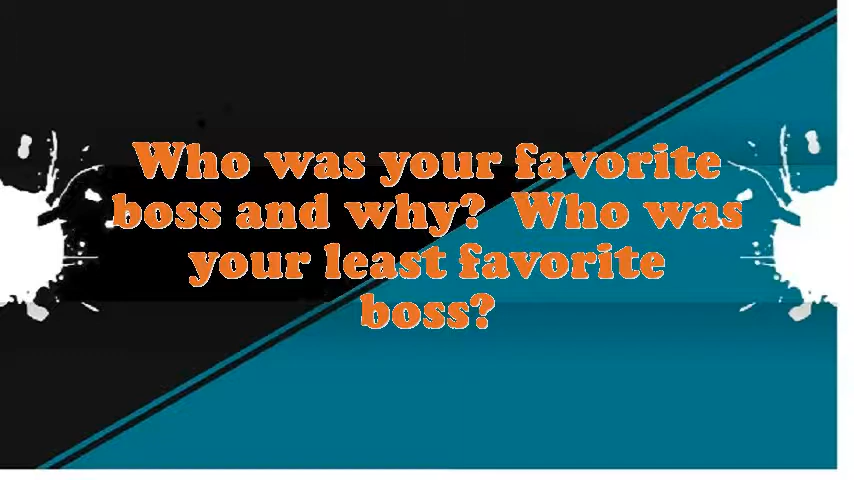 Who was your favorite
boss and why?  Who was
your least favorite
boss?